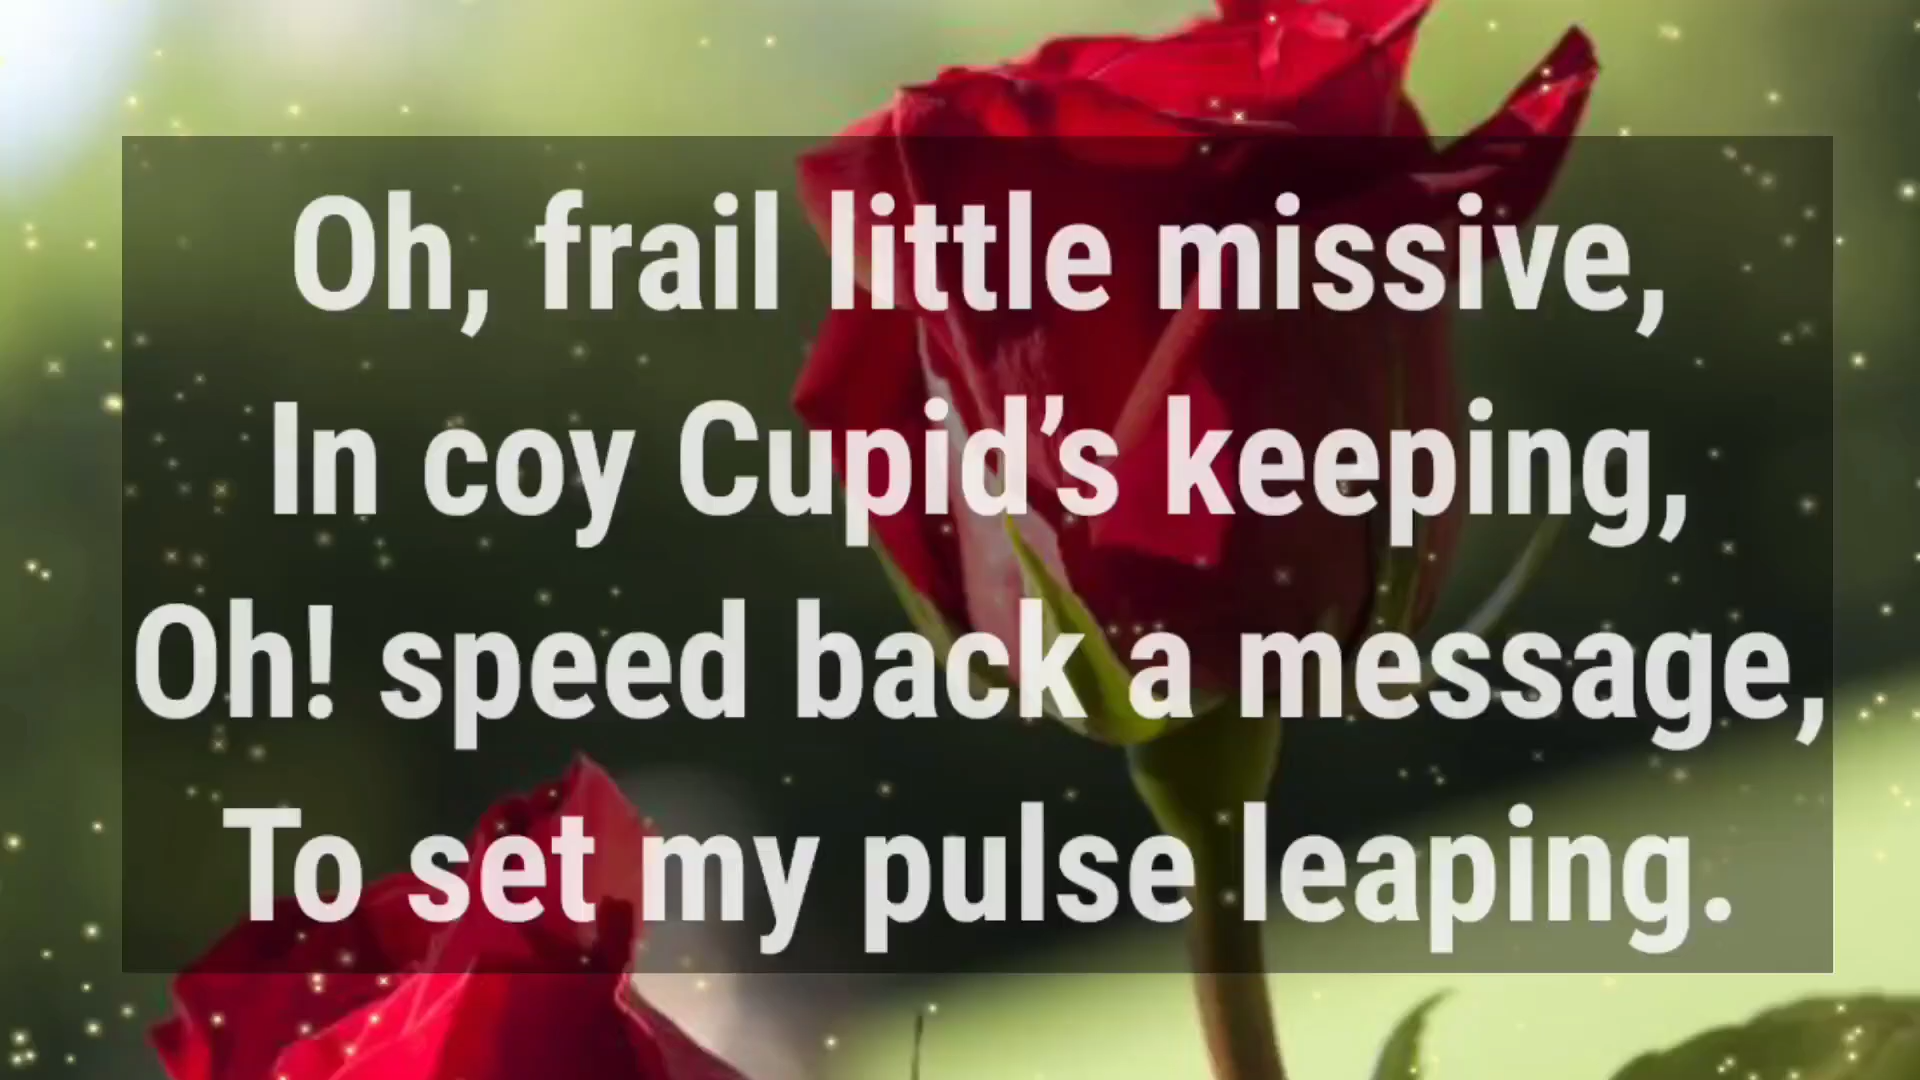 Oh, frail little missive,
In coy Cupid’s keeping,
Oh! speed back a message,
To set my pulse leaping.